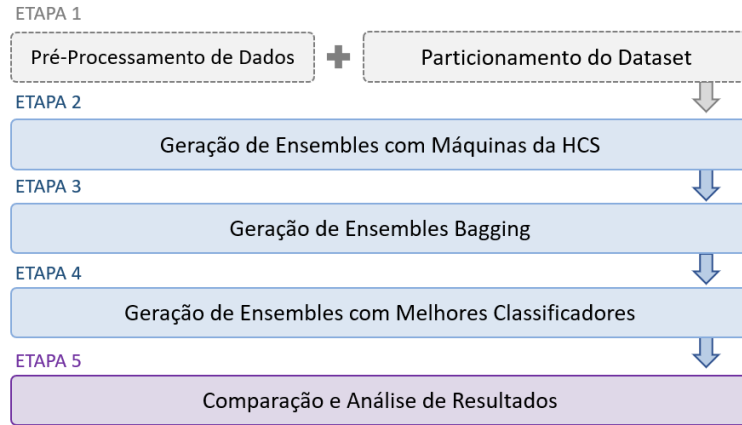 ETAPA 1
Pré-Processamento de Dados + Particionamento do Dataset
ETAPA 2
Geração de Ensembles com Máquinas da HCS
ETAPA 3
Geração de Ensembles Bagging
ETAPA 4
Geração de Ensembles com Melhores Classificadores
ETAPA 5
Comparação e Análise de Resultados